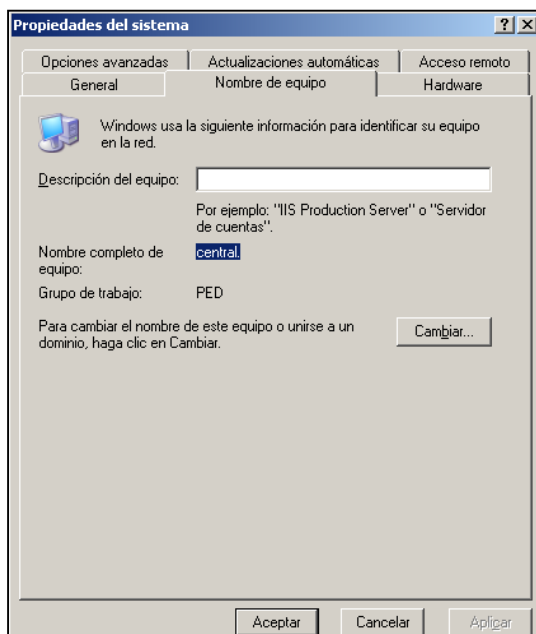 Propiedades del sistema
Opciones avanzadas Actualizaciones automáticas Acceso remoto
General Nombre de equipo Hardware
Windows usa la siguiente información para identificar su equipo
en la red.
Descripción del equipo:
Por ejemplo: "IIS Production Server" o "Servidor
de cuentas".
Nombre completo de
equipo:
central.
Grupo de trabajo: PED
Para cambiar el nombre de este equipo o unirse a un
dominio, haga clic en Cambiar.
Cambiar...
Aceptar Cancelar Aplicar